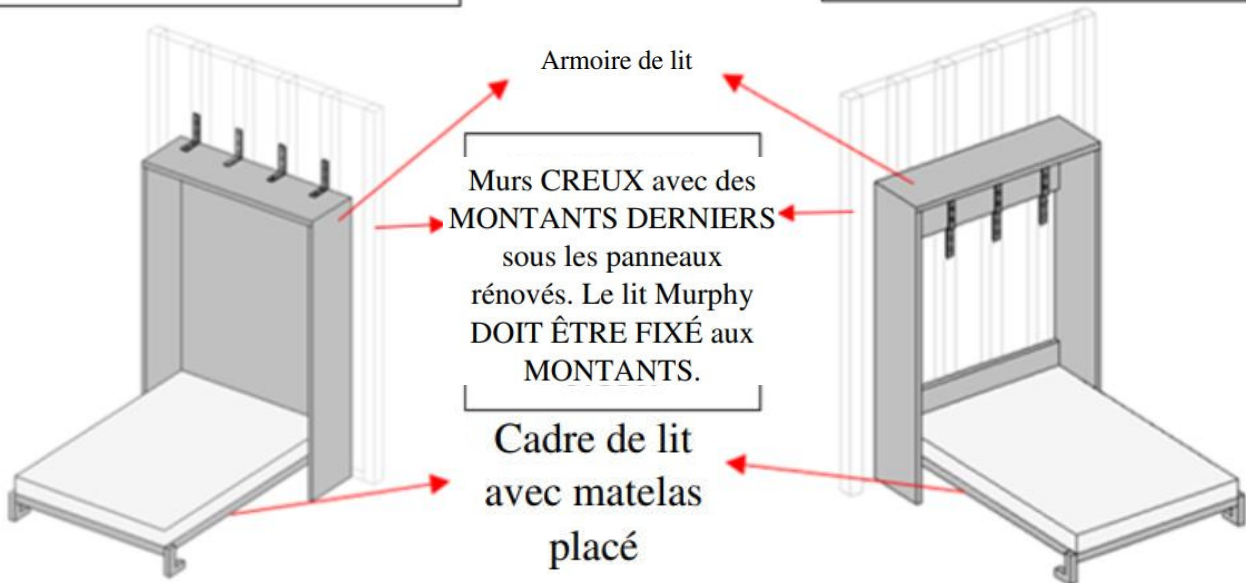 Armoire de lit
Murs CREUX avec des
MONTANTS DERNIERS
sous les panneaux
rénovés. Le lit Murphy
DOIT ÊTRE FIXÉ aux
MONTANTS.
Cadre de lit
avec matelas
placé